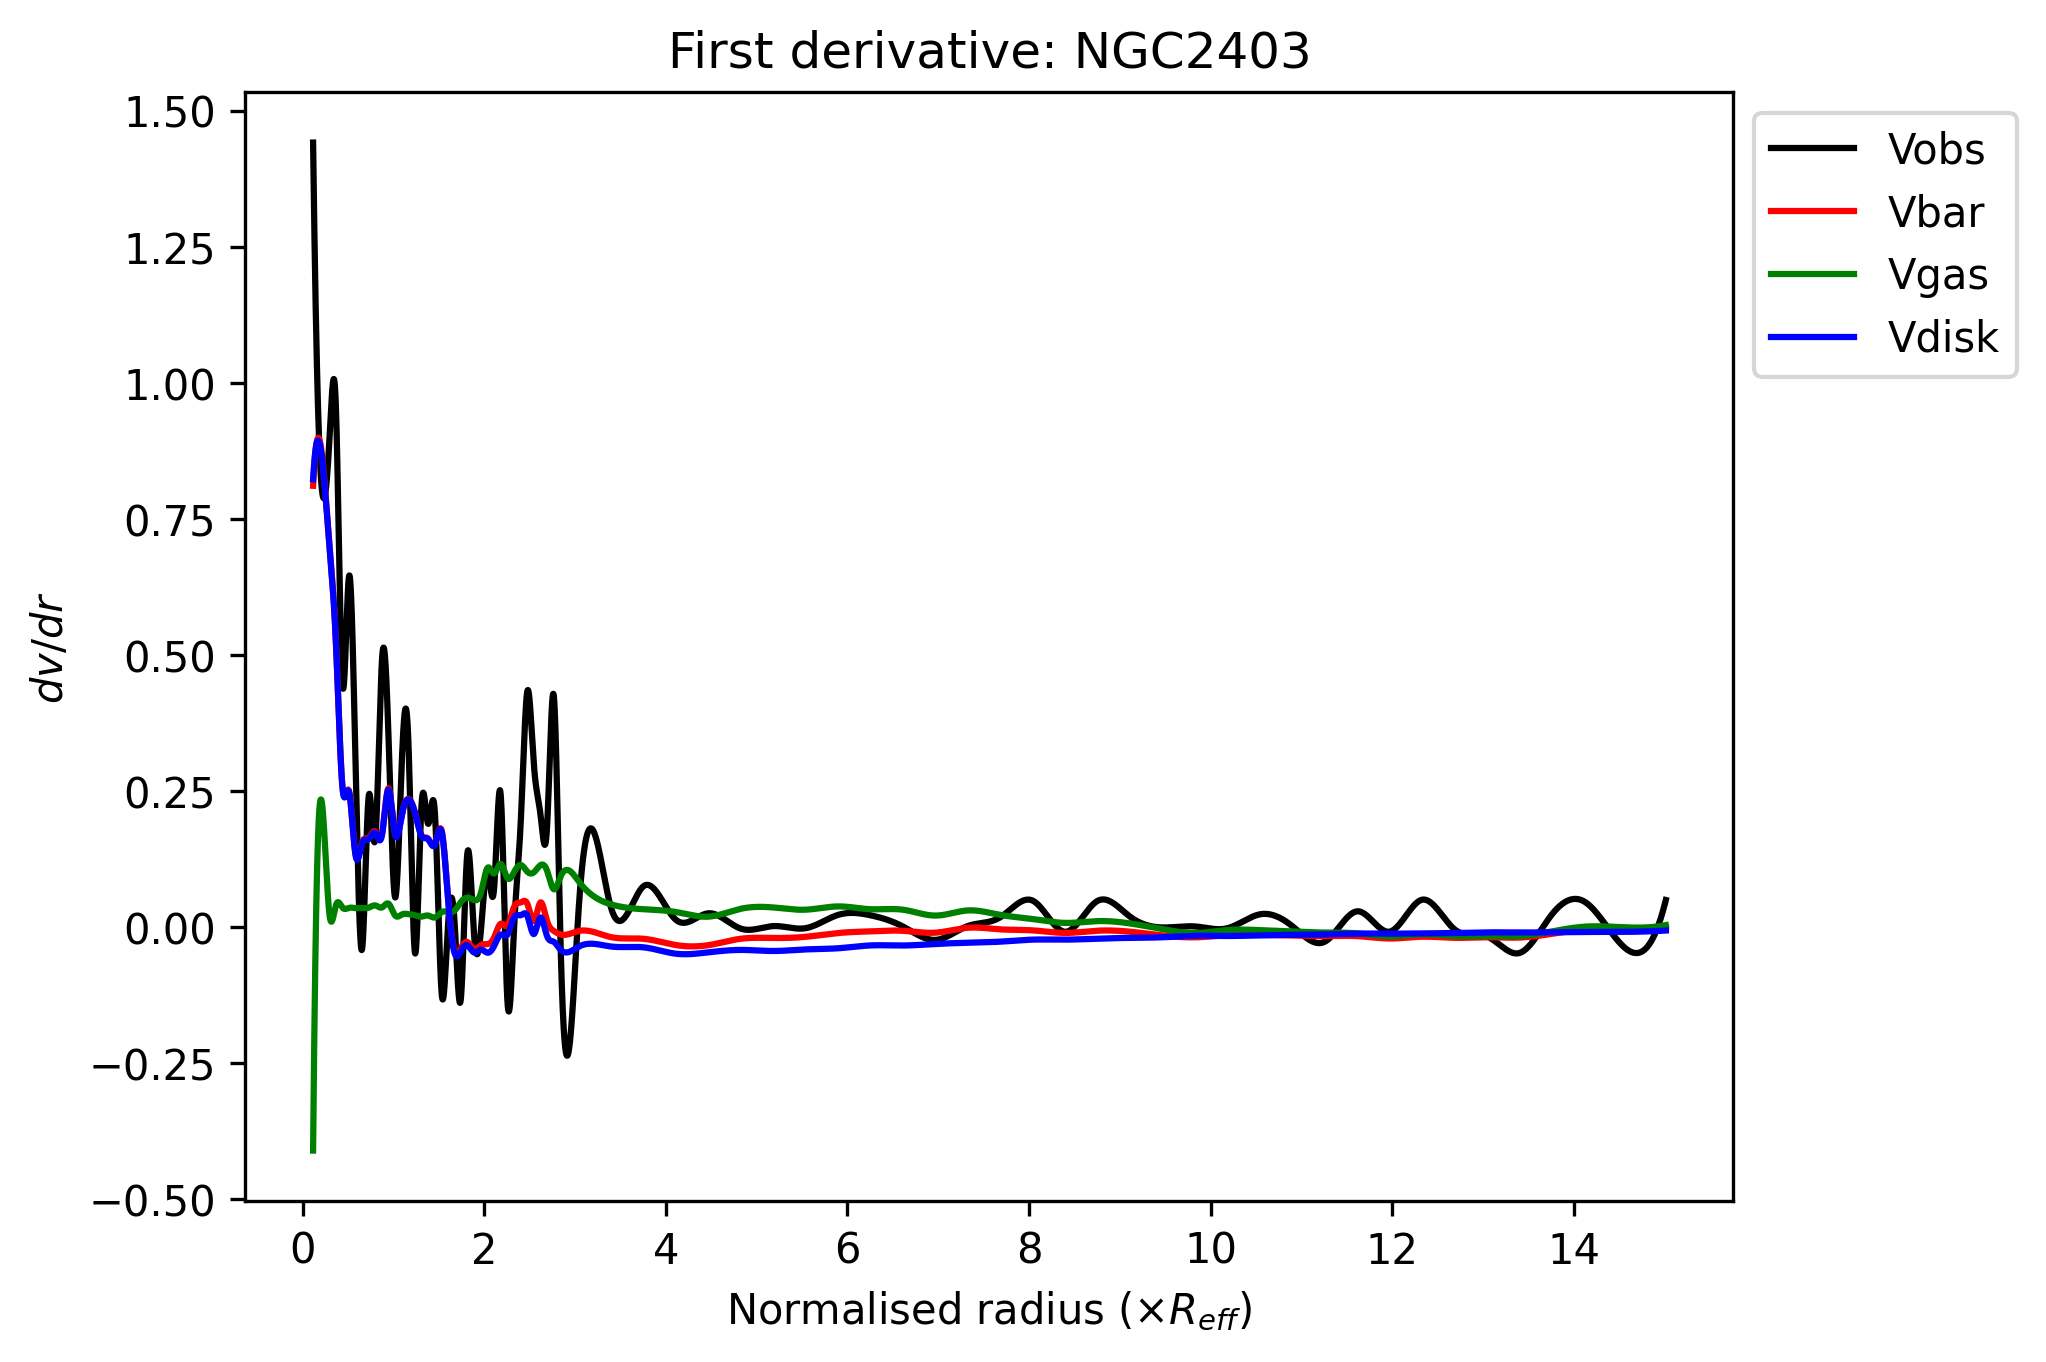 First derivative: NGC2403
1.50
1.25
1.00
0.75
0.50
0.25
0.00
−0.25
−0.50
dv/dr
0 2 4 6 8 10 12 14
Normalised radius (×R_eff)
Vobs
Vbar
Vgas
Vdisk